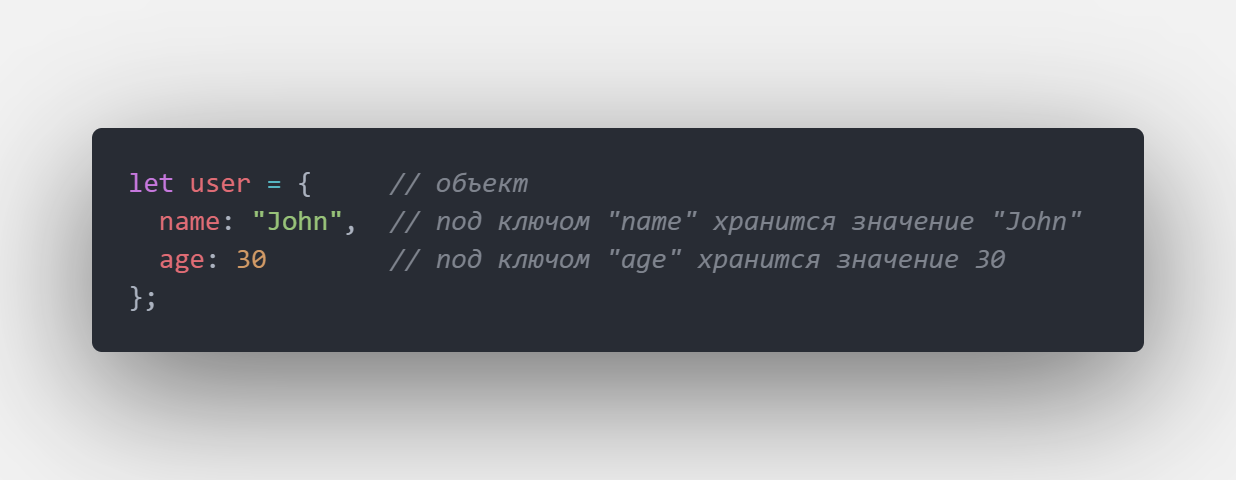 let user = {     // объект
  name: "John",  // под ключом "name" хранится значение "John"
  age: 30        // под ключом "age" хранится значение 30
};